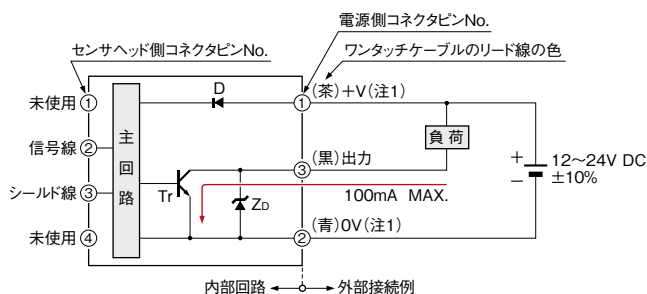 電源側コネクタピンNo.
センサヘッド側コネクタピンNo.
ワンタッチケーブルのリード線の色
未使用①
D
①(茶)+V(注1)
信号線②
主回路
負荷
③(黒)出力
+
−
12〜24V DC
±10%
シールド線③
Tr
ZD
100mA MAX.
未使用④
②(青)0V(注1)
内部回路
外部接続例